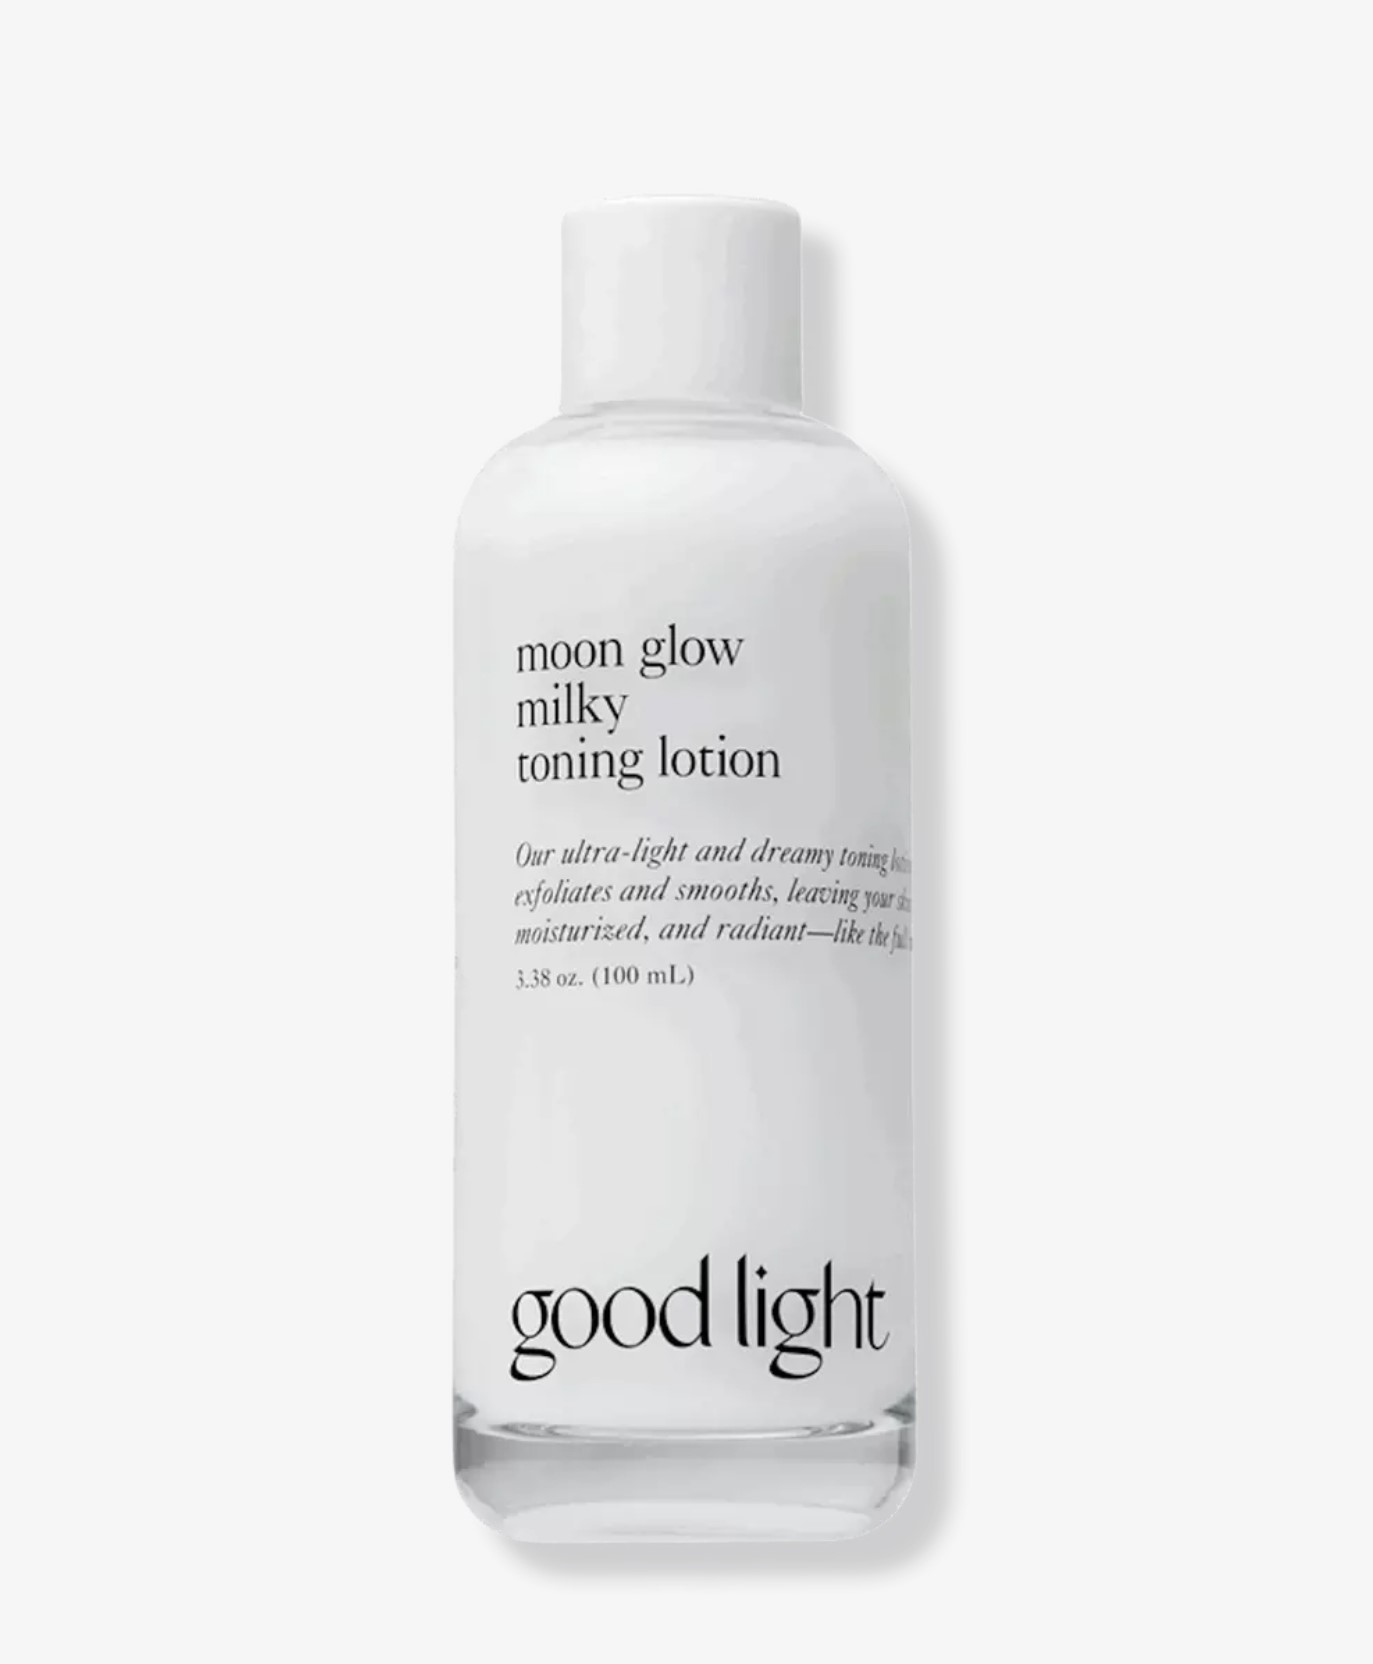 moon glow
milky
toning lotion
Our ultra-light and dreamy toning
exfoliates and smooths, leaving your
moisturized, and radiant—like the
3.38 oz. (100 mL)
good light